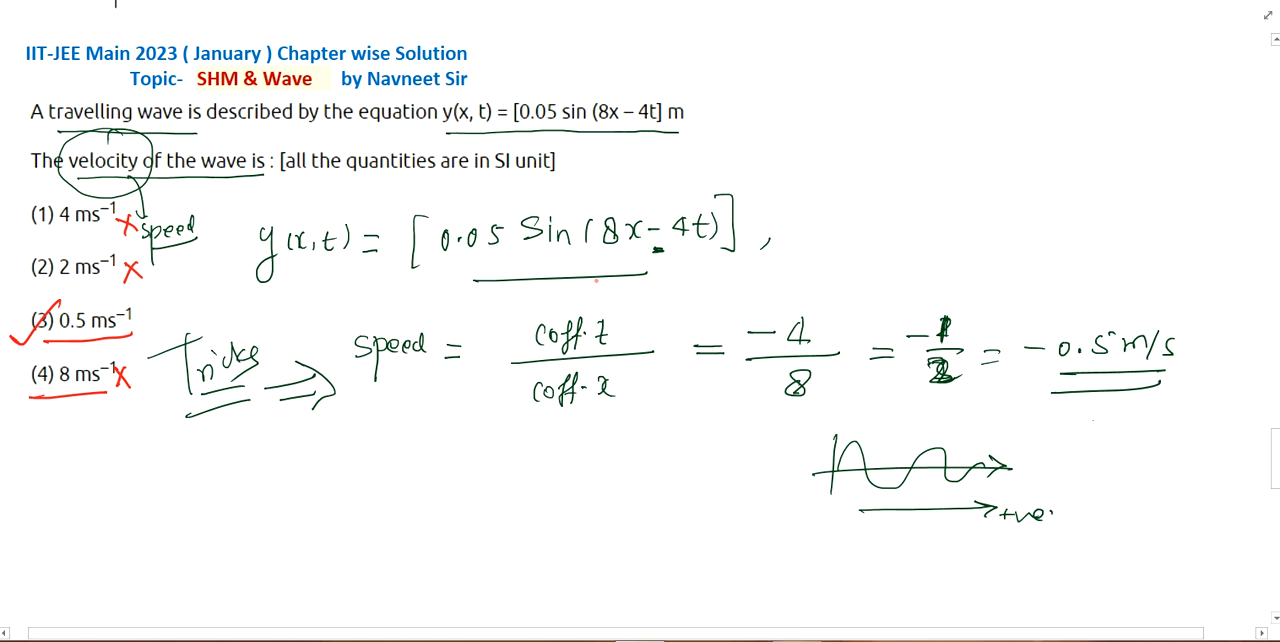 IIT-JEE Main 2023 ( January ) Chapter wise Solution
Topic- SHM & Wave by Navneet Sir
A travelling wave is described by the equation y(x, t) = [0.05 sin (8x – 4t] m
The velocity of the wave is : [all the quantities are in SI unit]
(1) 4 ms⁻¹
speed
y(x,t) = [0.05 Sin(8x - 4t)],
(2) 2 ms⁻¹
(3) 0.5 ms⁻¹
Tricks speed = coff.t / coff.x = -4/8 = -1/2 = -0.5 m/s
(4) 8 ms⁻¹
+ve.